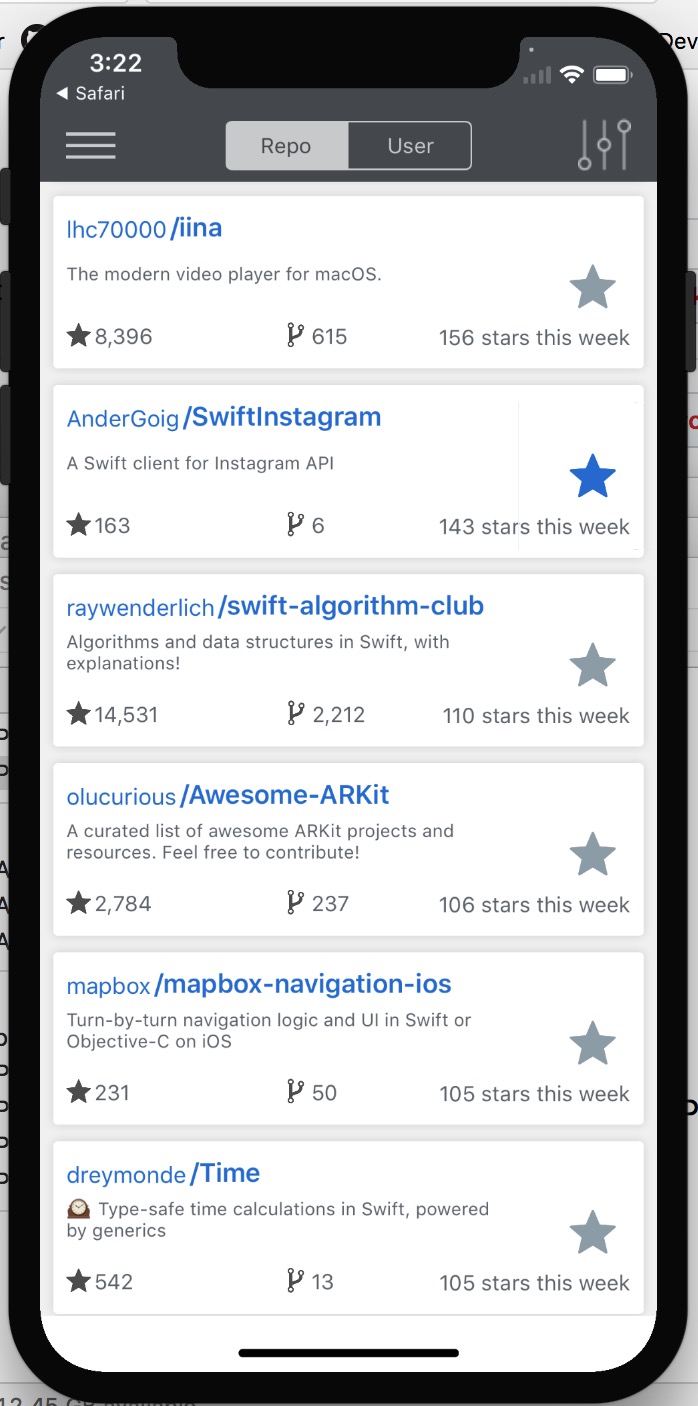 3:22
Safari
Repo
User
lhc70000/iina
The modern video player for macOS.
8,396
615
156 stars this week
AnderGoig/SwiftInstagram
A Swift client for Instagram API
163
6
143 stars this week
raywenderlich/swift-algorithm-club
Algorithms and data structures in Swift, with
explanations!
14,531
2,212
110 stars this week
olucurious/Awesome-ARKit
A curated list of awesome ARKit projects and
resources. Feel free to contribute!
2,784
237
106 stars this week
mapbox/mapbox-navigation-ios
Turn-by-turn navigation logic and UI in Swift or
Objective-C on iOS
231
50
105 stars this week
dreymonde/Time
🕰 Type-safe time calculations in Swift, powered
by generics
542
13
105 stars this week